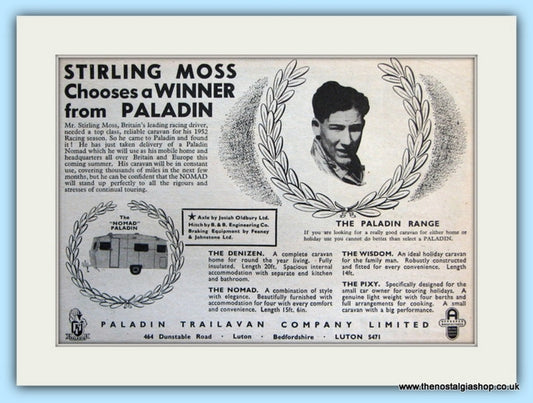 STIRLING MOSS
Chooses a WINNER
from PALADIN
Mr. Stirling Moss, Britain's leading racing driver,
needed a top class, reliable caravan for his 1952
Racing season. So he came to Paladin and found
it! He has just taken delivery of a Paladin
Nomad which he will use as his mobile home and
headquarters all over Britain and Europe this
coming summer. His caravan will be in constant
use, covering thousands of miles in the next few
months, but he can be confident that the NOMAD
will stand up perfectly to all the rigours and
stresses of continual touring.
The
"NOMAD"
PALADIN
★ Axle by Josiah Oldbury Ltd.
Hitch by B. & B. Engineering Co.
Braking Equipment by Feeney
& Johnstone Ltd.
THE PALADIN RANGE
If you are looking for a really good caravan for either home or
holiday use you cannot do better than select a PALADIN.
THE DENIZEN. A complete caravan
home for round the year living. Fully
insulated. Length 20ft. Spacious internal
accommodation with separate end kitchen
and bathroom.
THE NOMAD. A combination of style
with elegance. Beautifully furnished with
accommodation for four with every comfort
and convenience. Length 15ft. 6in.
THE WISDOM. An ideal holiday caravan
for the family man. Robustly constructed
and fitted for every convenience. Length
14ft.
THE PIXY. Specifically designed for the
small car owner for touring holidays. A
genuine light weight with four berths and
full arrangements for cooking. A small
caravan with a big performance.
PALADIN TRAILAVAN COMPANY LIMITED
464 Dunstable Road · Luton · Bedfordshire · LUTON 5471
www.thenostalgiashop.co.uk